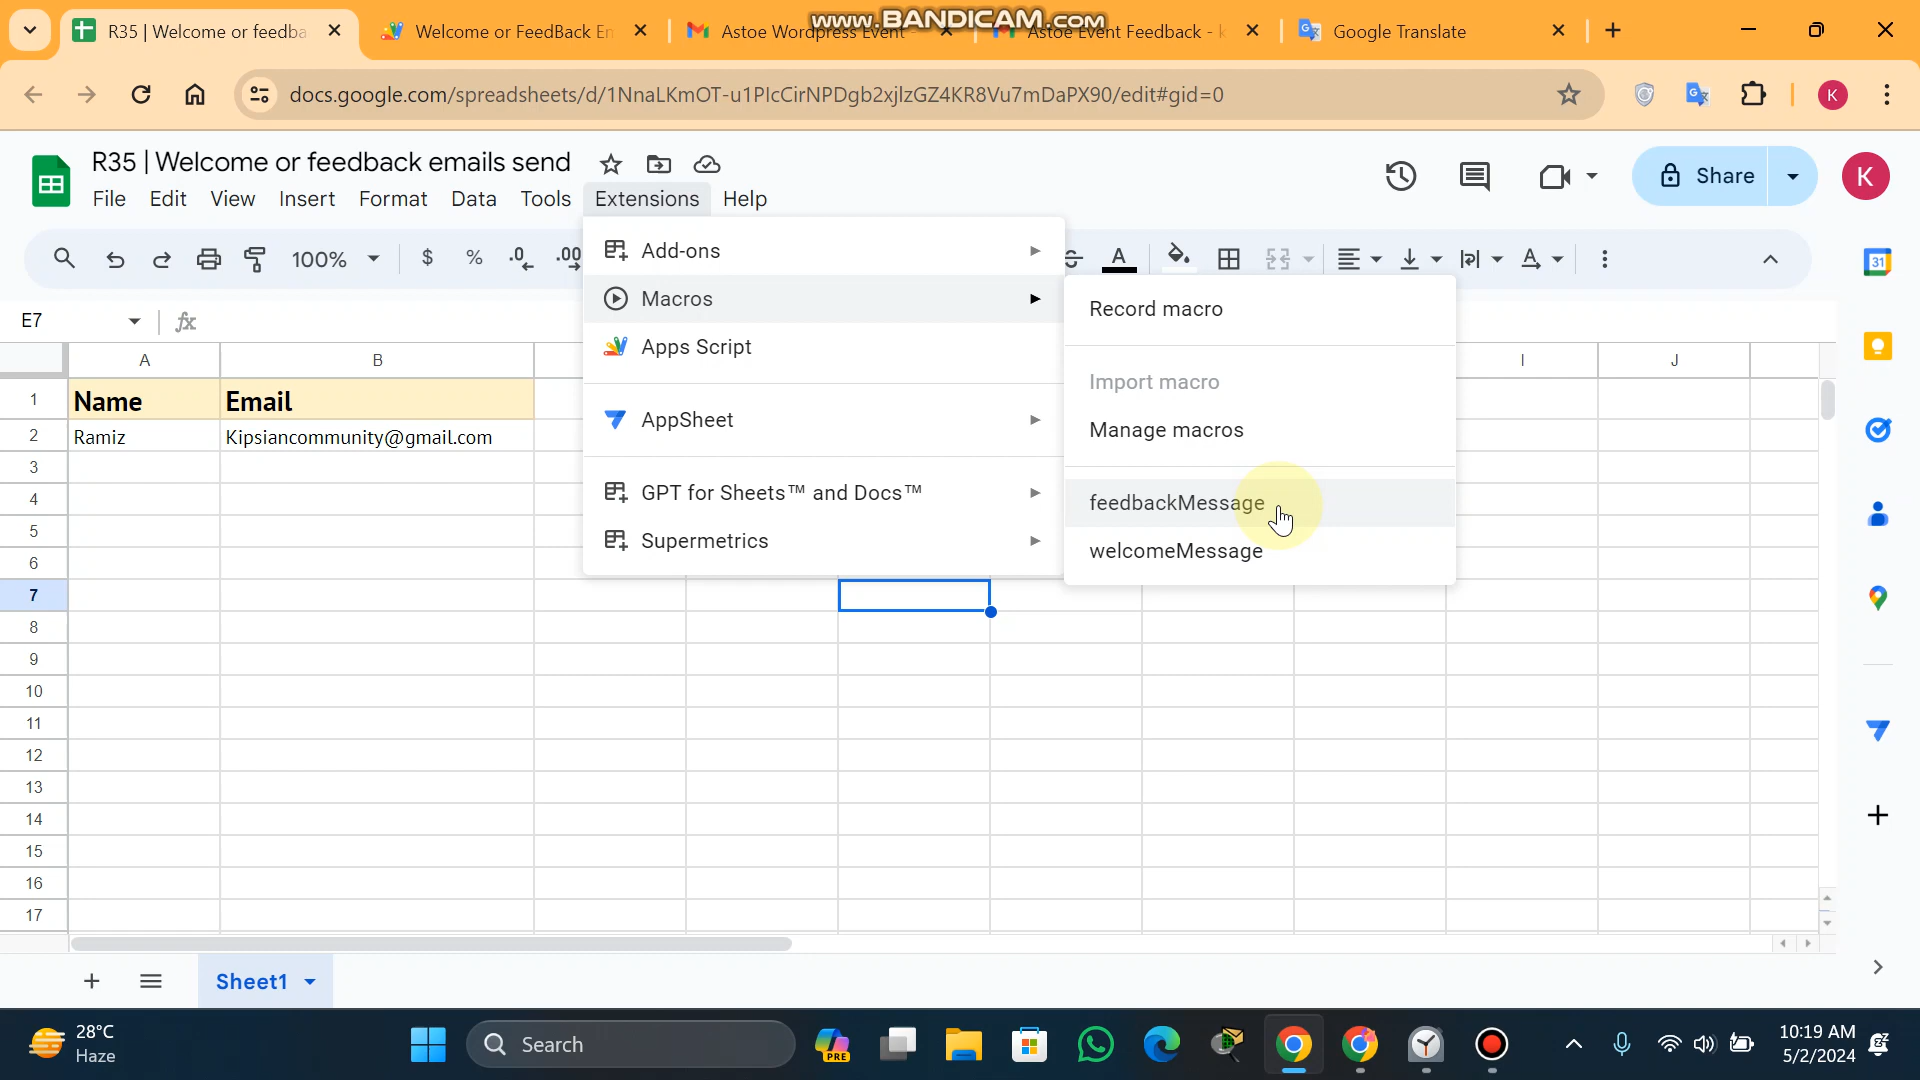 www.BANDICAM.com
R35 | Welcome or feedba
Welcome or FeedBack En
Astoe Wordpress Event -
Astoe Event Feedback - k
Google Translate
docs.google.com/spreadsheets/d/1NnaLKmOT-u1PIcCirNPDgb2xjlzGZ4KR8Vu7mDaPX90/edit#gid=0
K
R35 | Welcome or feedback emails send
Share
K
File Edit View Insert Format Data Tools Extensions Help
100% $ % .0 .00
A
31
E7
fx
Add-ons
Macros
Apps Script
AppSheet
GPT for Sheets™ and Docs™
Supermetrics
Record macro
Import macro
Manage macros
feedbackMessage
welcomeMessage
A B I J
1 Name Email
2 Ramiz Kipsiancommunity@gmail.com
3
4
5
6
7
8
9
10
11
12
13
14
15
16
17
Sheet1
28°C
Haze
Search
PRE
10:19 AM
5/2/2024